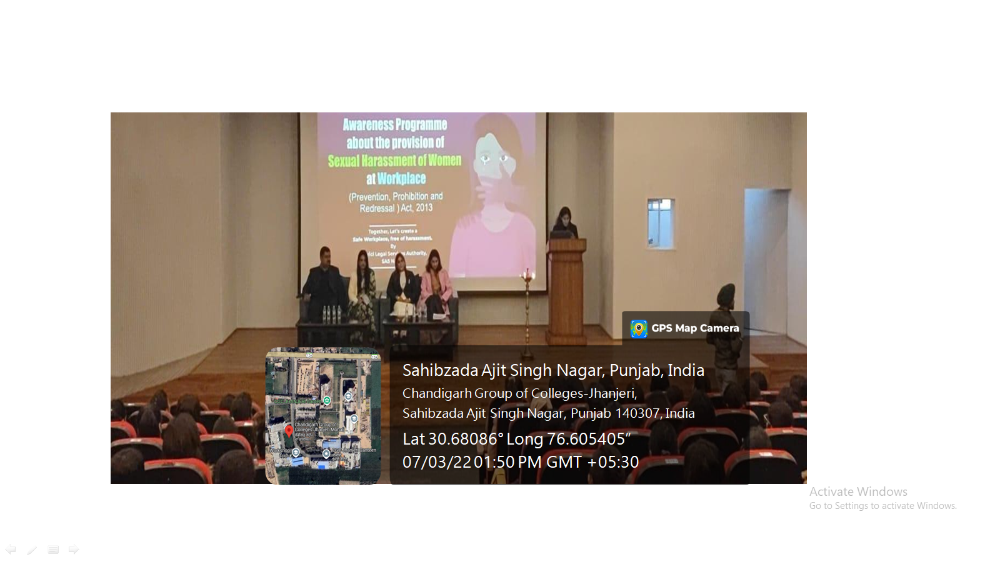 Awareness Programme
about the provision of
Sexual Harassment of Women
at Workplace
(Prevention, Prohibition and
Redressal ) Act, 2013
Together, Let's create a
Safe Workplace, free of harassment.
By
Legal Authority,
SAS
GPS Map Camera
Sahibzada Ajit Singh Nagar, Punjab, India
Chandigarh Group of Colleges-Jhanjeri,
Sahibzada Ajit Singh Nagar, Punjab 140307, India
Lat 30.68086° Long 76.605405"
07/03/22 01:50 PM GMT +05:30
12A
12A
Chandigarh Group of
Colleges Jhanjeri Mohali
Workshop
CGC Jhanjeri Canteen
Activate Windows
Go to Settings to activate Windows.